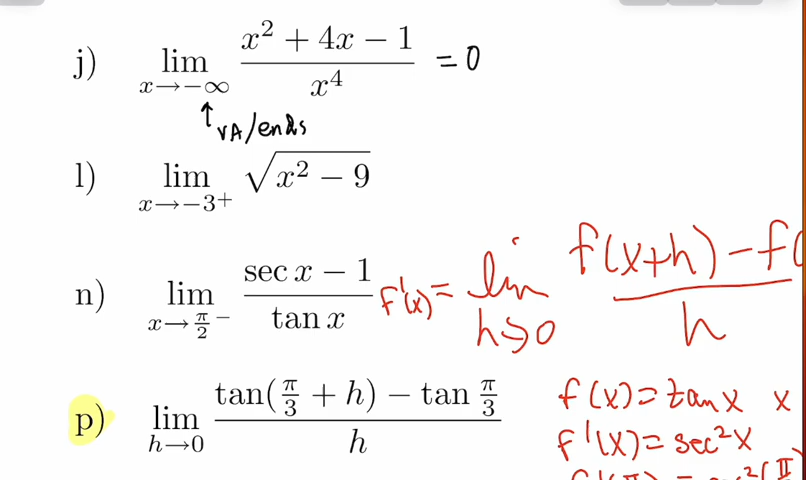 j) lim x→−∞ (x² + 4x − 1)/x⁴ = 0
↑ VA/ends
l) lim x→−3⁺ √(x² − 9)
n) lim x→π/2⁻ (sec x − 1)/(tan x) f'(x) = lim h→0 (f(x+h) − f(/h
p) lim h→0 (tan(π/3 + h) − tan π/3)/h f(x) = tan x x
f'(x) = sec²x